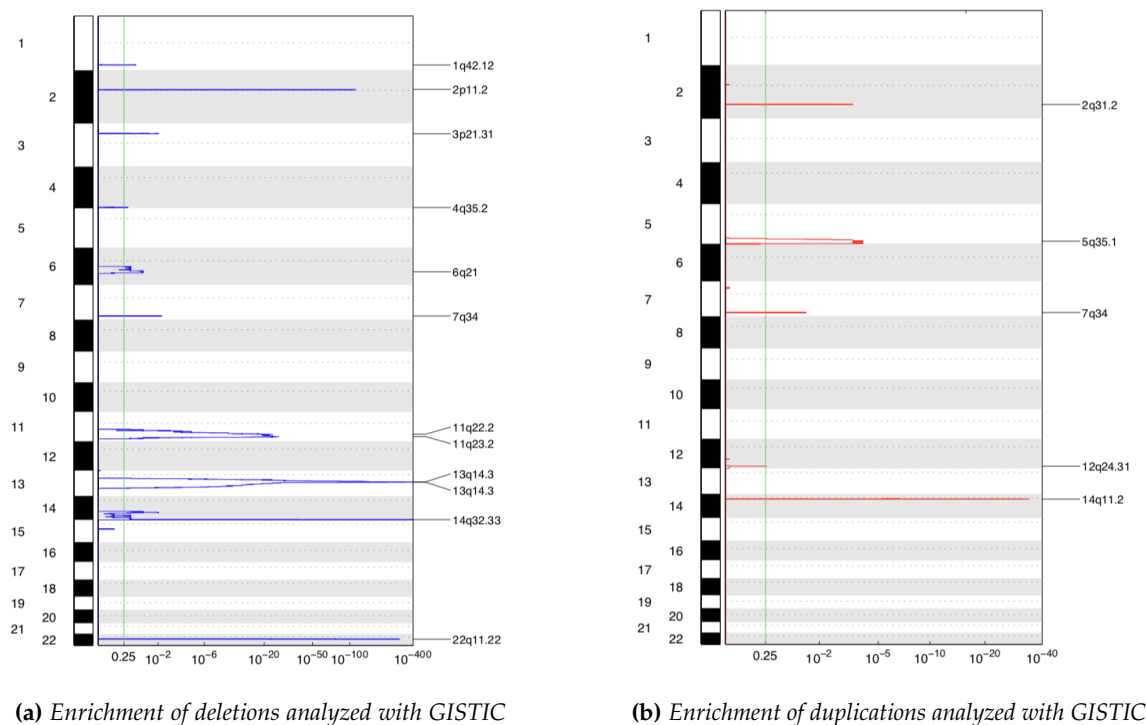 1
2
3
4
5
6
7
8
9
10
11
12
13
14
15
16
17
18
19
20
21
22
1q42.12
2p11.2
3p21.31
4q35.2
6q21
7q34
11q22.2
11q23.2
13q14.3
13q14.3
14q32.33
22q11.22
0.25 10−2 10−6 10−20 10−50 10−100 10−400
(a) Enrichment of deletions analyzed with GISTIC
1
2
3
4
5
6
7
8
9
10
11
12
13
14
15
16
17
18
19
20
21
22
2q31.2
5q35.1
7q34
12q24.31
14q11.2
0.25 10−2 10−5 10−10 10−20 10−40
(b) Enrichment of duplications analyzed with GISTIC